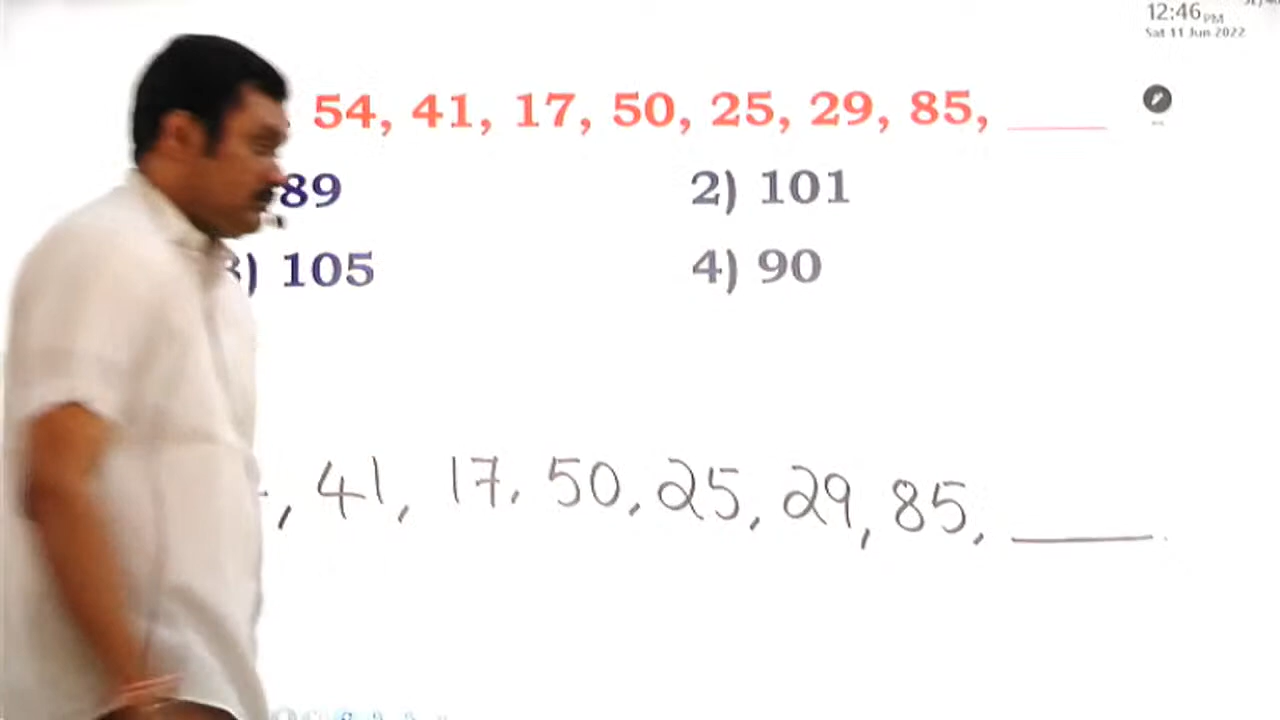 12:46 PM
Sat 11 Jun 2022
54, 41, 17, 50, 25, 29, 85, ____
89
2) 101
3) 105
4) 90
, 41, 17, 50, 25, 29, 85, ____